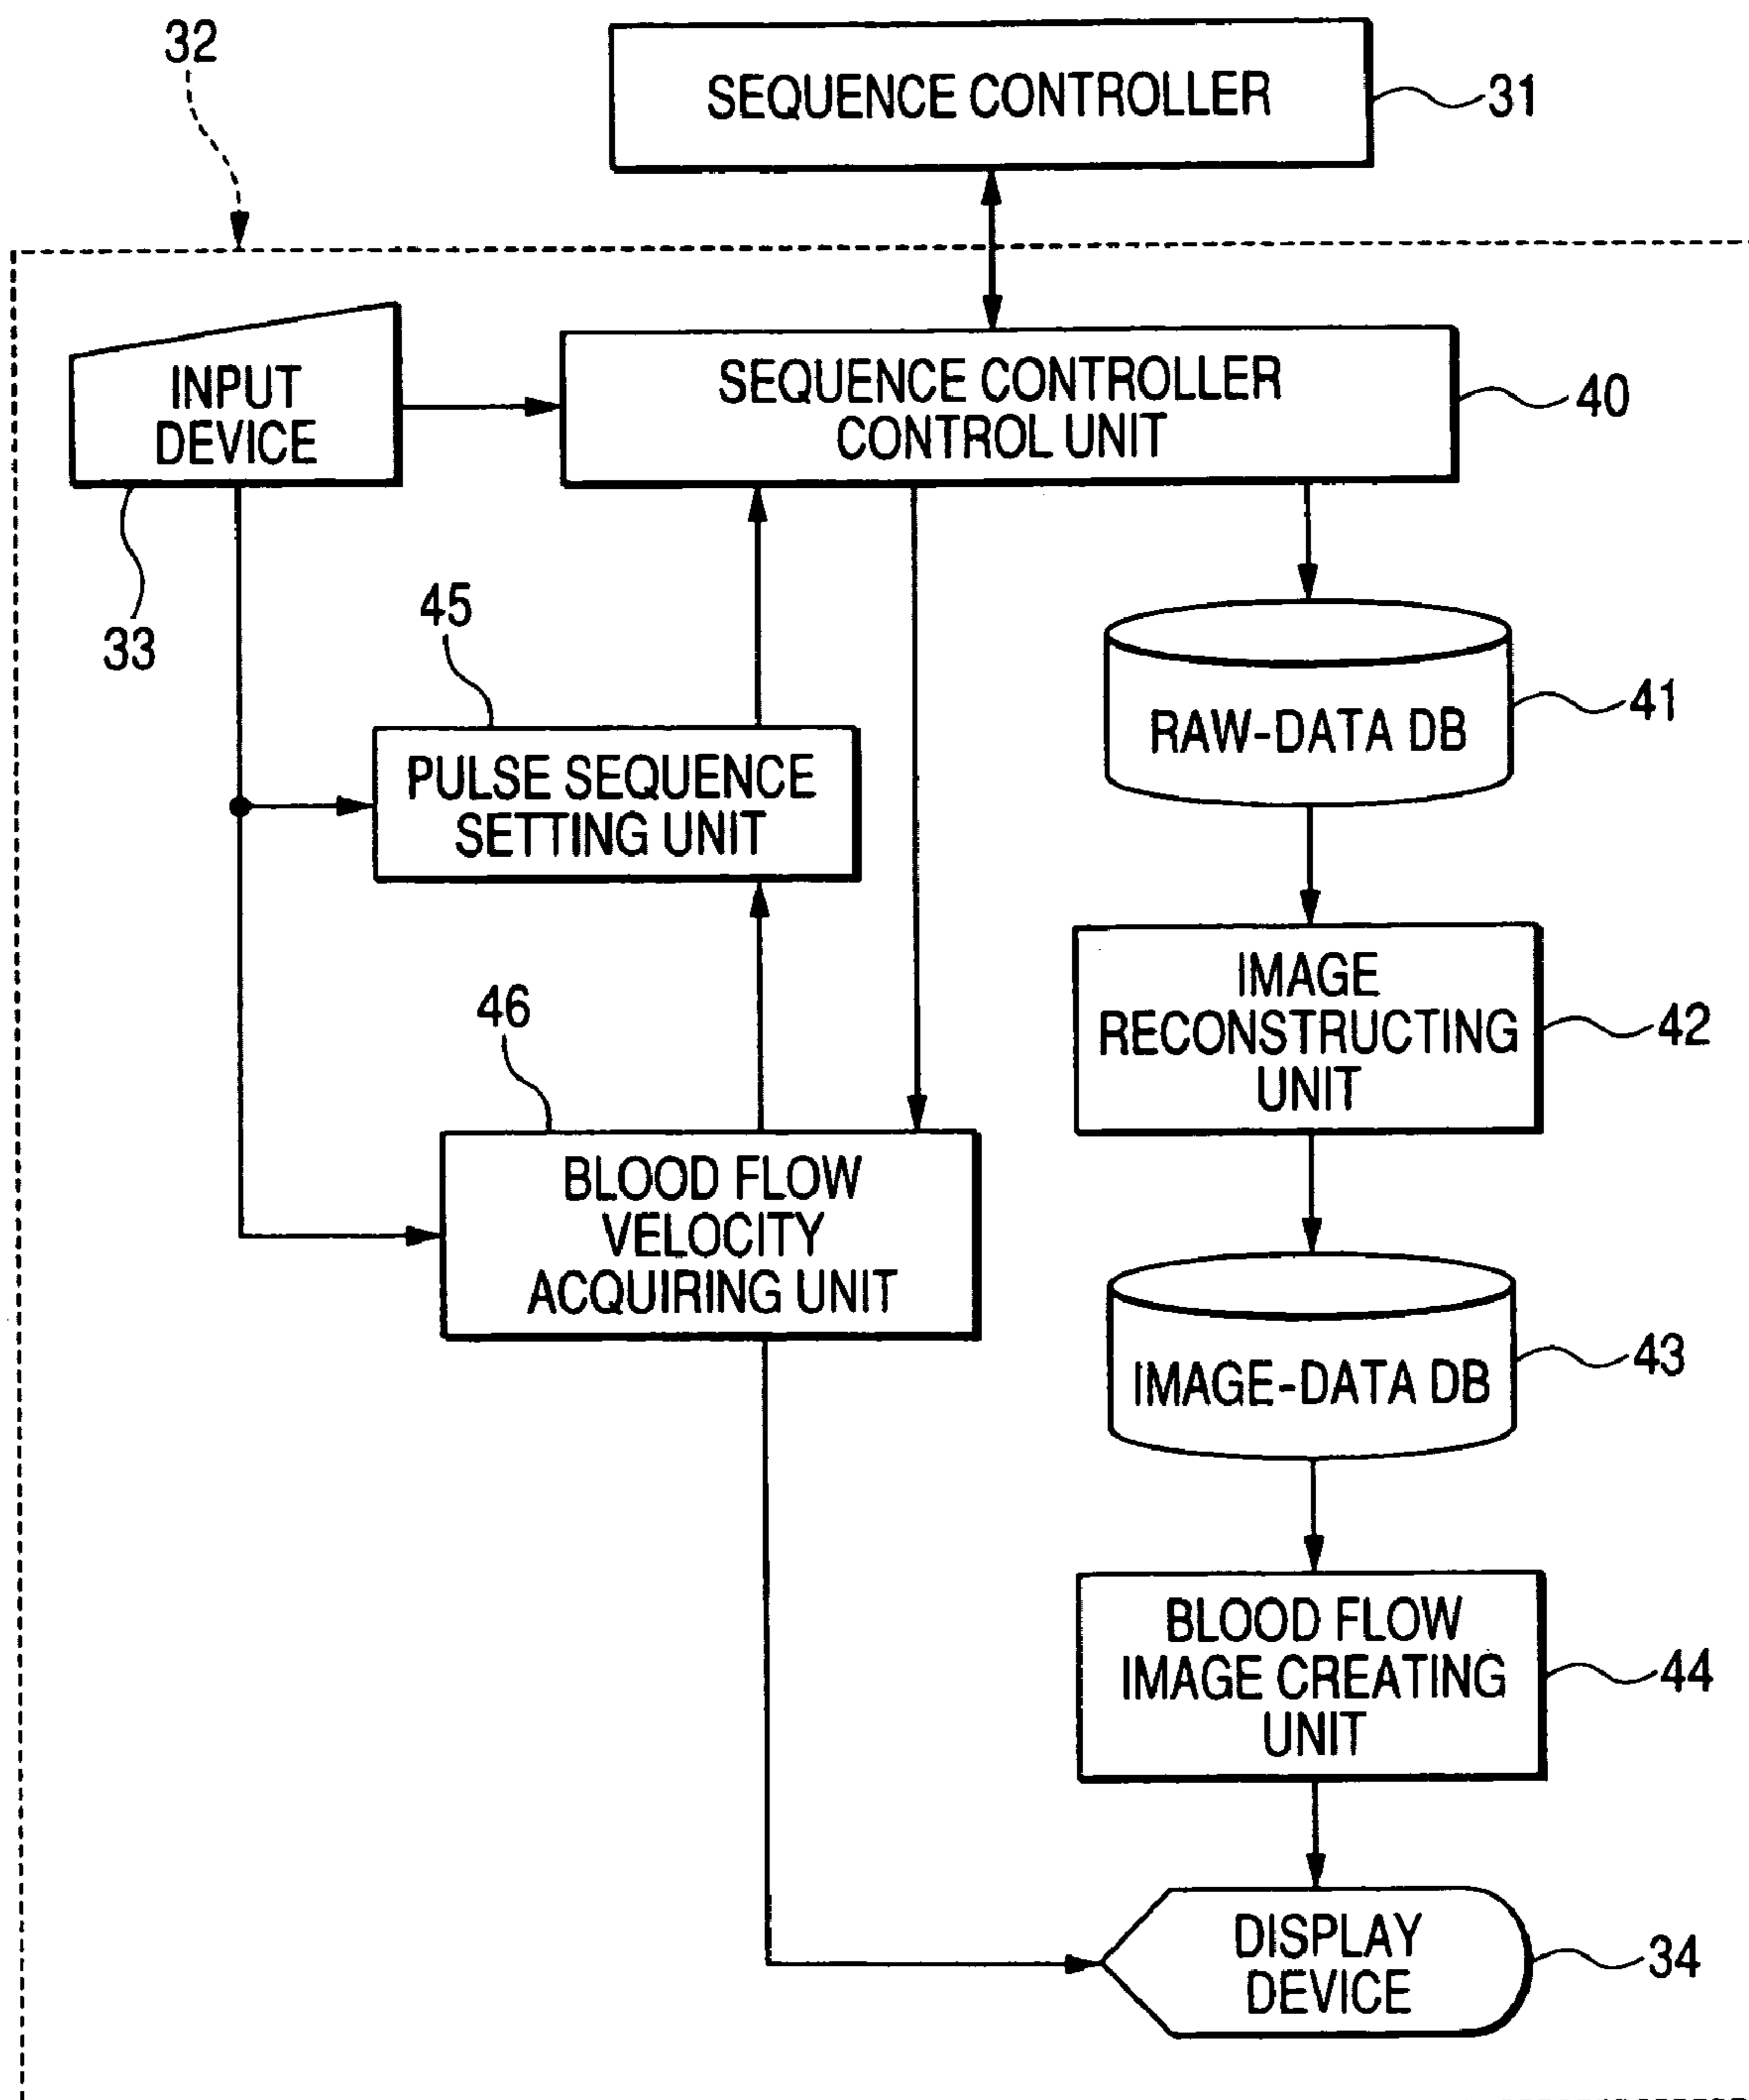 32
SEQUENCE CONTROLLER
31
INPUT
DEVICE
33
SEQUENCE CONTROLLER
CONTROL UNIT
40
45
PULSE SEQUENCE
SETTING UNIT
RAW-DATA DB
41
46
BLOOD FLOW
VELOCITY
ACQUIRING UNIT
IMAGE
RECONSTRUCTING
UNIT
42
IMAGE-DATA DB
43
BLOOD FLOW
IMAGE CREATING
UNIT
44
DISPLAY
DEVICE
34